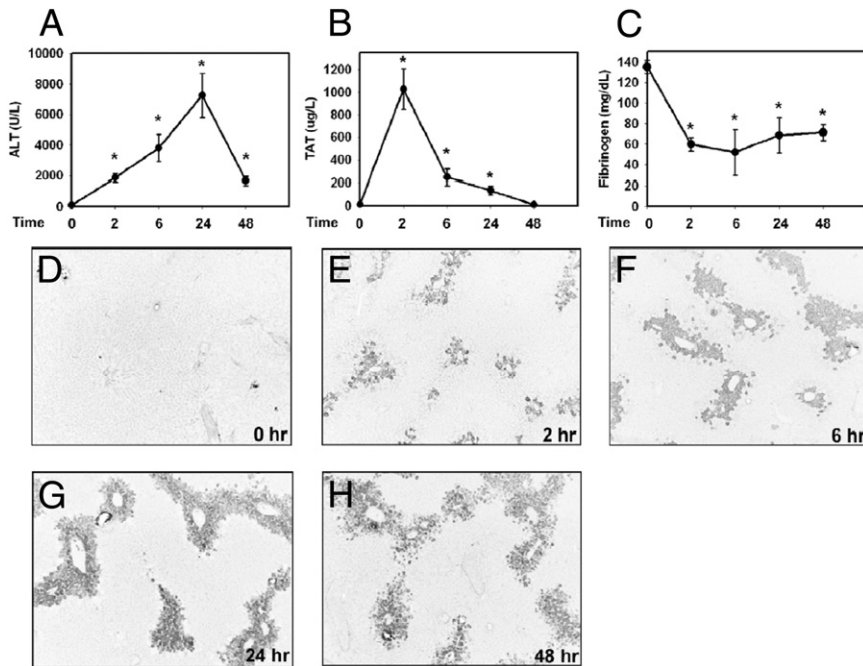 A
ALT (U/L)
10000
8000
6000
4000
2000
0
*
*
*
*
Time
0 2 6 24 48
B
TAT (ug/L)
1200
1000
800
600
400
200
0
*
*
*
0 2 6 24 48
C
Fibrinogen (mg/dL)
140
120
100
80
60
40
20
0
* * * *
Time
0 2 6 24 48
D
0 hr
E
2 hr
F
6 hr
G
24 hr
H
48 hr